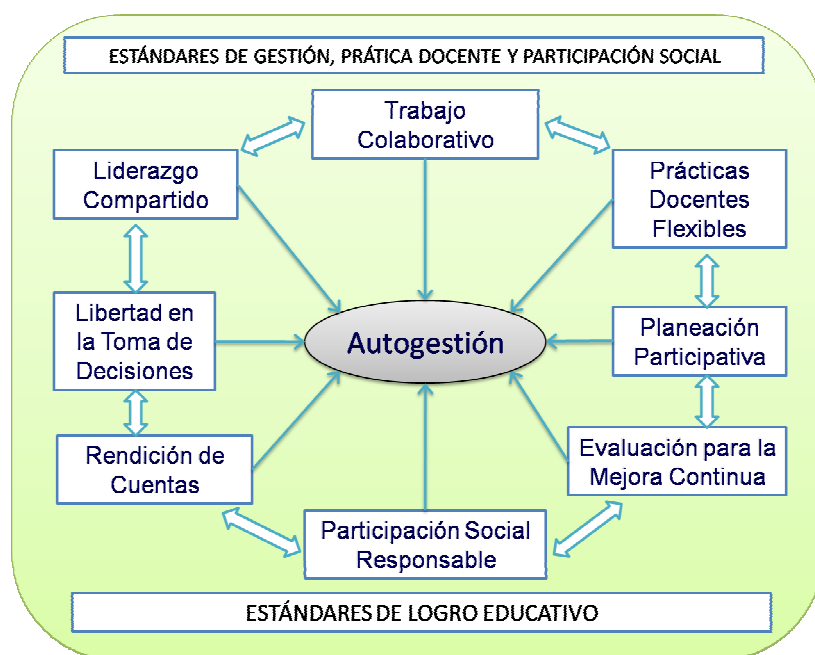 ESTÁNDARES DE GESTIÓN, PRÁTICA DOCENTE Y PARTICIPACIÓN SOCIAL
Trabajo
Colaborativo
Liderazgo
Compartido
Prácticas
Docentes
Flexibles
Libertad en
la Toma de
Decisiones
Autogestión
Planeación
Participativa
Rendición de
Cuentas
Evaluación para la
Mejora Continua
Participación Social
Responsable
ESTÁNDARES DE LOGRO EDUCATIVO